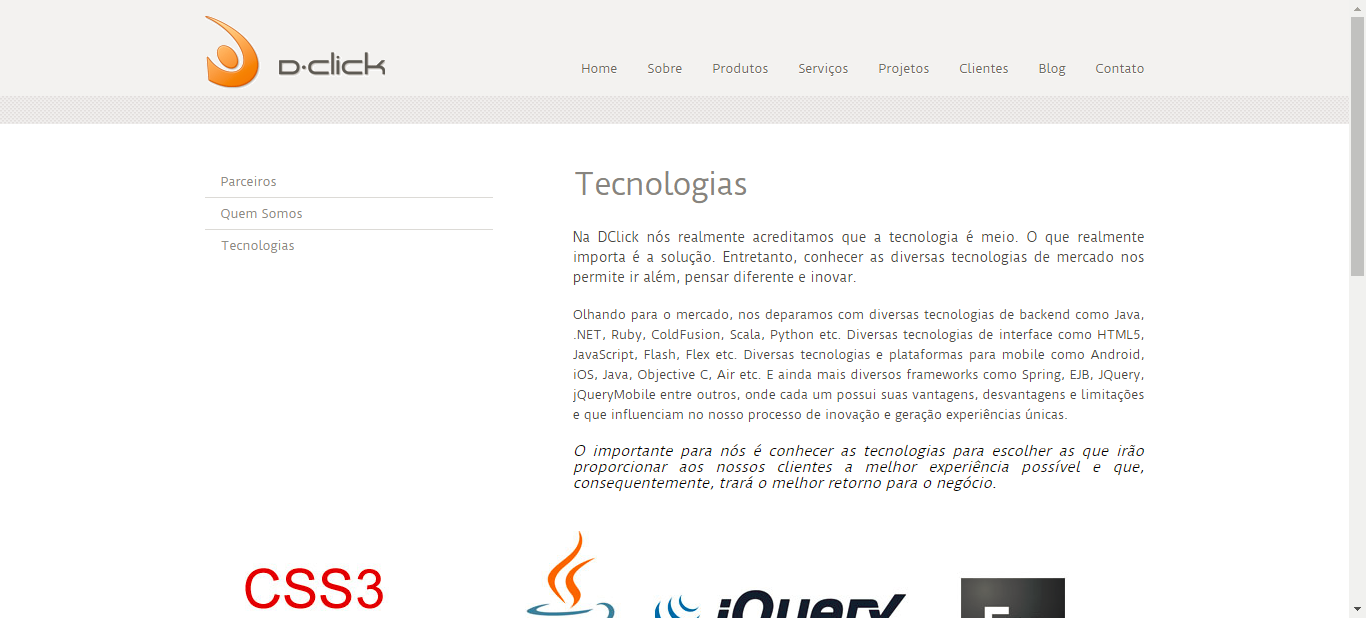 D·click
Home Sobre Produtos Serviços Projetos Clientes Blog Contato
Parceiros
Quem Somos
Tecnologias
Tecnologias
Na DClick nós realmente acreditamos que a tecnologia é meio. O que realmente
importa é a solução. Entretanto, conhecer as diversas tecnologias de mercado nos
permite ir além, pensar diferente e inovar.
Olhando para o mercado, nos deparamos com diversas tecnologias de backend como Java,
.NET, Ruby, ColdFusion, Scala, Python etc. Diversas tecnologias de interface como HTML5,
JavaScript, Flash, Flex etc. Diversas tecnologias e plataformas para mobile como Android,
iOS, Java, Objective C, Air etc. E ainda mais diversos frameworks como Spring, EJB, JQuery,
jQueryMobile entre outros, onde cada um possui suas vantagens, desvantagens e limitações
e que influenciam no nosso processo de inovação e geração experiências únicas.
O importante para nós é conhecer as tecnologias para escolher as que irão
proporcionar aos nossos clientes a melhor experiência possível e que,
consequentemente, trará o melhor retorno para o negócio.
CSS3
jQuery